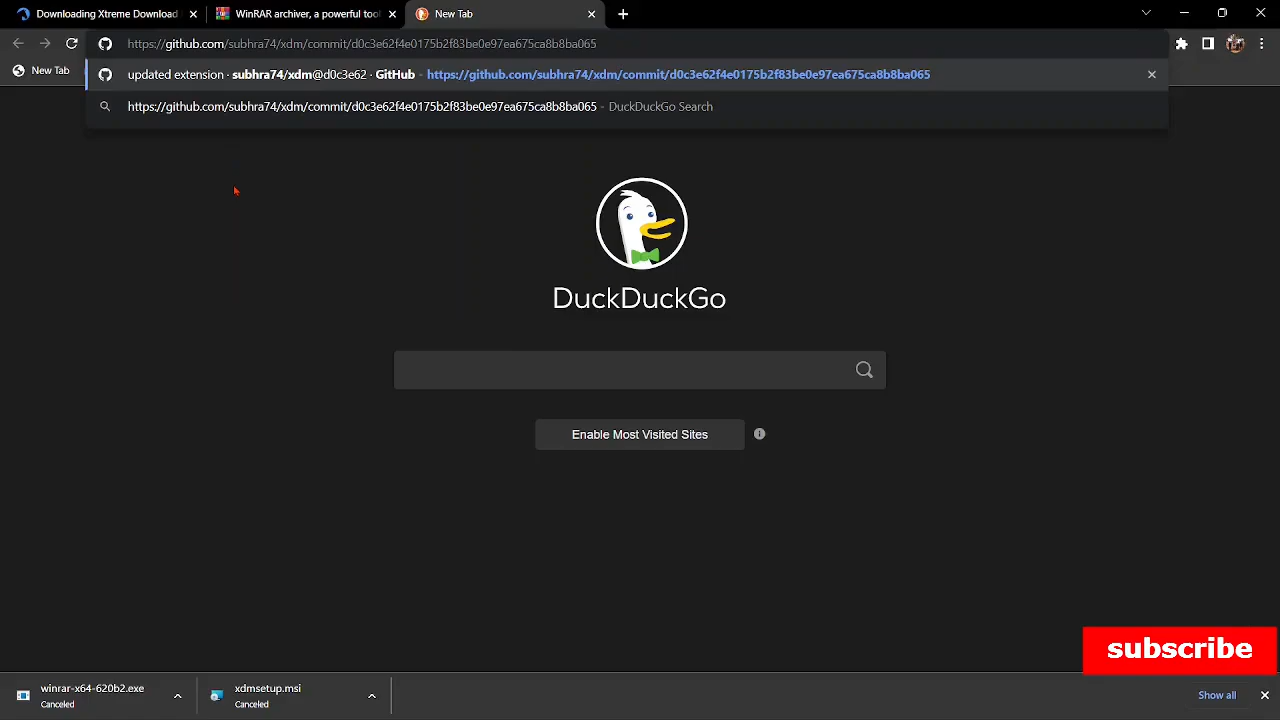 Downloading Xtreme Download
WinRAR archiver, a powerful tool
New Tab
https://github.com/subhra74/xdm/commit/d0c3e62f4e0175b2f83be0e97ea675ca8b8ba065
New Tab
updated extension · subhra74/xdm@d0c3e62 · GitHub - https://github.com/subhra74/xdm/commit/d0c3e62f4e0175b2f83be0e97ea675ca8b8ba065
https://github.com/subhra74/xdm/commit/d0c3e62f4e0175b2f83be0e97ea675ca8b8ba065 - DuckDuckGo Search
DuckDuckGo
Enable Most Visited Sites
subscribe
winrar-x64-620b2.exe
Canceled
xdmsetup.msi
Canceled
Show all